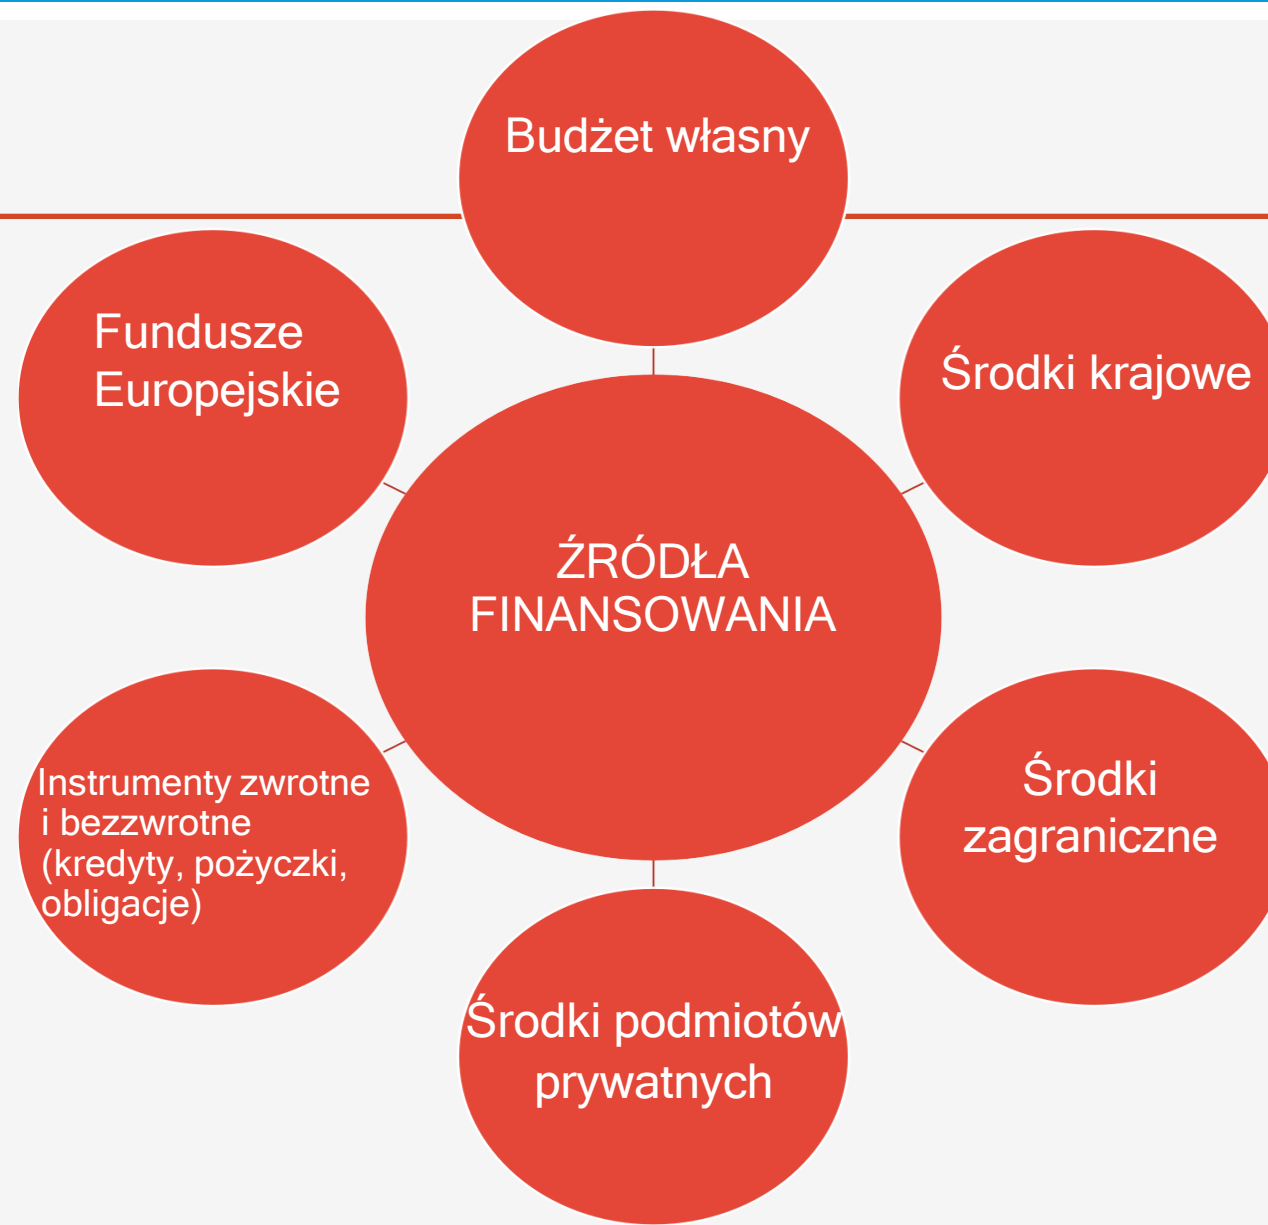 Budżet własny
Fundusze
Europejskie
Środki krajowe
ŹRÓDŁA
FINANSOWANIA
Instrumenty zwrotne
i bezzwrotne
(kredyty, pożyczki,
obligacje)
Środki
zagraniczne
Środki podmiotów
prywatnych